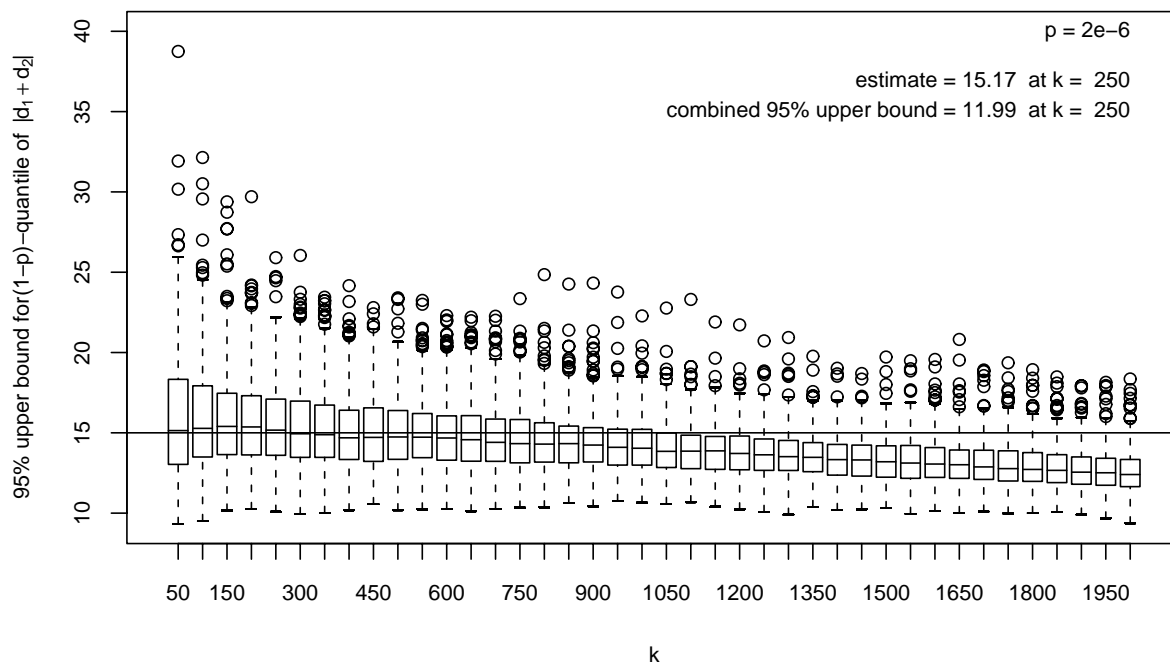 p = 2e−6
estimate = 15.17 at k = 250
combined 95% upper bound = 11.99 at k = 250
95% upper bound for(1−p)−quantile of |d₁+d₂|
40
35
30
25
20
15
10
50 150 300 450 600 750 900 1050 1200 1350 1500 1650 1800 1950
k